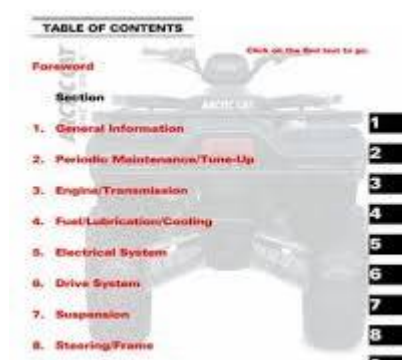 TABLE OF CONTENTS
Click on the Red text to go.
Foreword
Section
ARCTIC CAT
1. General Information
1
2. Periodic Maintenance/Tune-Up
2
3. Engine/Transmission
3
4. Fuel/Lubrication/Cooling
4
5. Electrical System
5
6. Drive System
6
7. Suspension
7
8. Steering/Frame
8